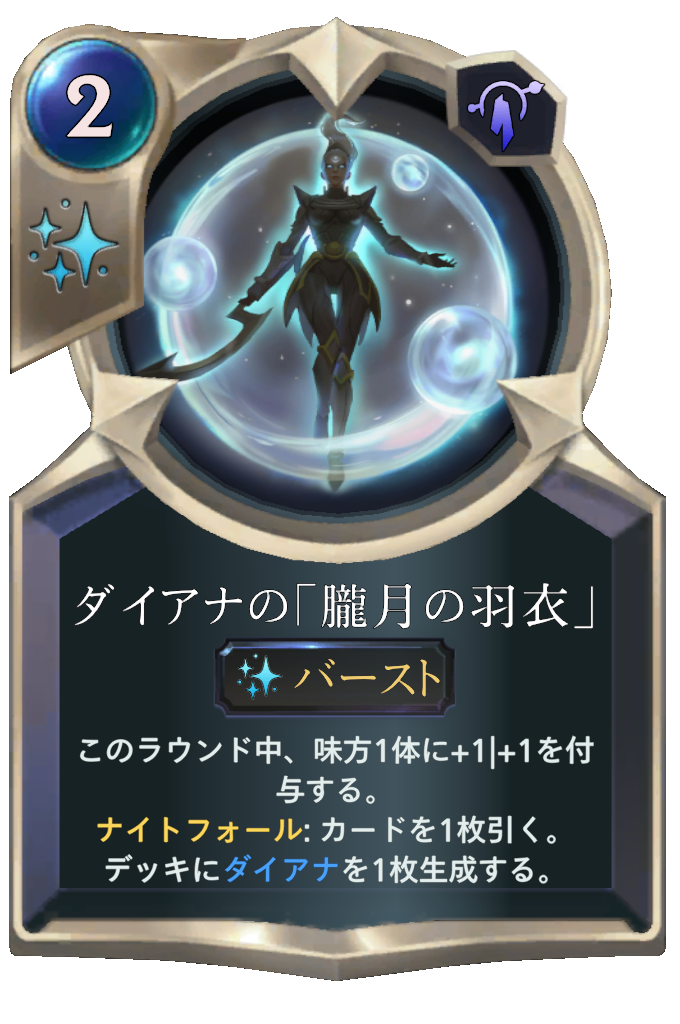 2
ダイアナの「朧月の羽衣」
バースト
このラウンド中、味方1体に+1|+1を付
与する。
ナイトフォール: カードを1枚引く。
デッキにダイアナを1枚生成する。